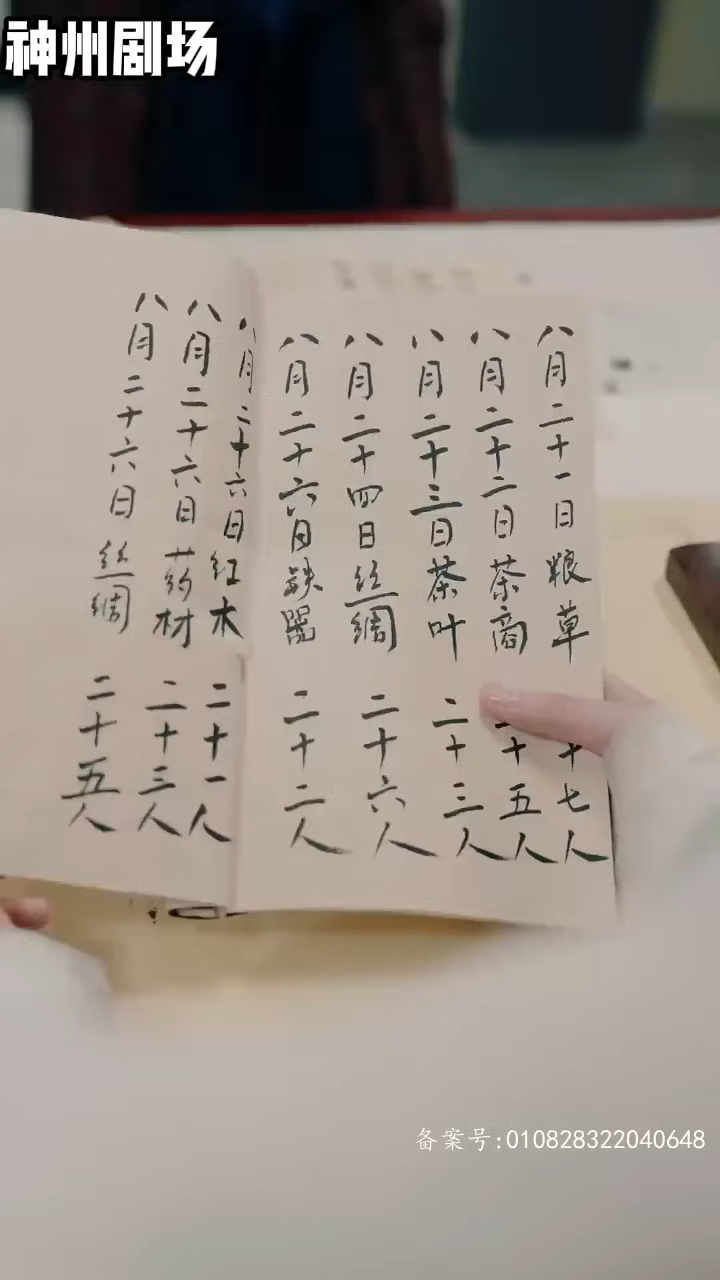 神州剧场
八月二十一日粮草 十七人
八月二十二日茶商 十五人
八月二十三日茶叶 二十三人
八月二十四日丝绸 二十六人
八月二十六日铁器 二十二人
八月二十六日红木 二十一人
八月二十六日药材 二十三人
八月二十六日丝绸 二十五人
备案号:010828322040648